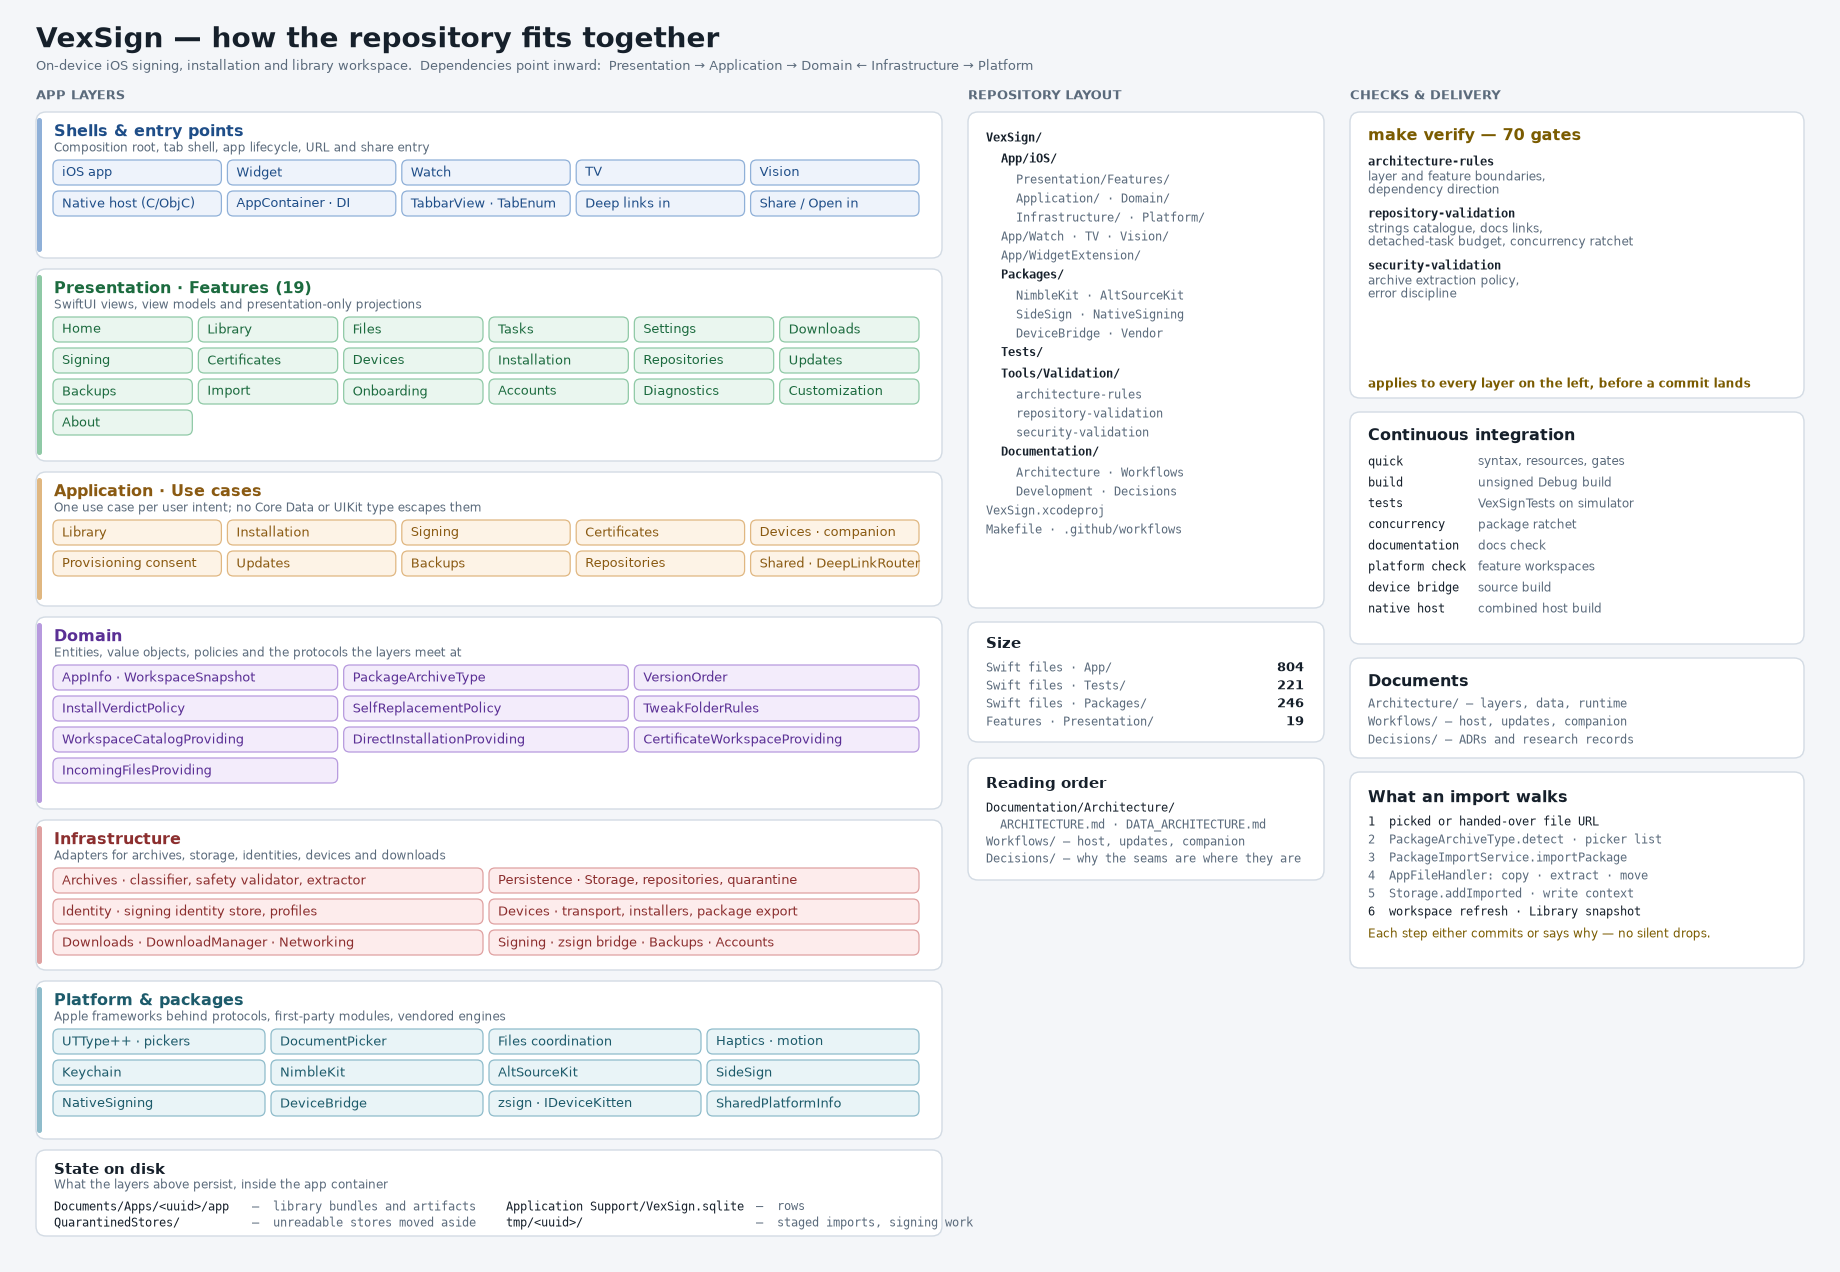 VexSign — how the repository fits together
On-device iOS signing, installation and library workspace.  Dependencies point inward:  Presentation → Application → Domain ← Infrastructure → Platform
APP LAYERS
Shells & entry points
Composition root, tab shell, app lifecycle, URL and share entry
iOS app
Widget
Watch
TV
Vision
Native host (C/ObjC)
AppContainer · DI
TabbarView · TabEnum
Deep links in
Share / Open in
Presentation · Features (19)
SwiftUI views, view models and presentation-only projections
Home
Library
Files
Tasks
Settings
Downloads
Signing
Certificates
Devices
Installation
Repositories
Updates
Backups
Import
Onboarding
Accounts
Diagnostics
Customization
About
Application · Use cases
One use case per user intent; no Core Data or UIKit type escapes them
Library
Installation
Signing
Certificates
Devices · companion
Provisioning consent
Updates
Backups
Repositories
Shared · DeepLinkRouter
Domain
Entities, value objects, policies and the protocols the layers meet at
AppInfo · WorkspaceSnapshot
PackageArchiveType
VersionOrder
InstallVerdictPolicy
SelfReplacementPolicy
TweakFolderRules
WorkspaceCatalogProviding
DirectInstallationProviding
CertificateWorkspaceProviding
IncomingFilesProviding
Infrastructure
Adapters for archives, storage, identities, devices and downloads
Archives · classifier, safety validator, extractor
Persistence · Storage, repositories, quarantine
Identity · signing identity store, profiles
Devices · transport, installers, package export
Downloads · DownloadManager · Networking
Signing · zsign bridge · Backups · Accounts
Platform & packages
Apple frameworks behind protocols, first-party modules, vendored engines
UTType++ · pickers
DocumentPicker
Files coordination
Haptics · motion
Keychain
NimbleKit
AltSourceKit
SideSign
NativeSigning
DeviceBridge
zsign · IDeviceKitten
SharedPlatformInfo
State on disk
What the layers above persist, inside the app container
Documents/Apps/<uuid>/app — library bundles and artifacts
Application Support/VexSign.sqlite — rows
QuarantinedStores/ — unreadable stores moved aside
tmp/<uuid>/ — staged imports, signing work
REPOSITORY LAYOUT
VexSign/
App/iOS/
Presentation/Features/
Application/ · Domain/
Infrastructure/ · Platform/
App/Watch · TV · Vision/
App/WidgetExtension/
Packages/
NimbleKit · AltSourceKit
SideSign · NativeSigning
DeviceBridge · Vendor
Tests/
Tools/Validation/
architecture-rules
repository-validation
security-validation
Documentation/
Architecture · Workflows
Development · Decisions
VexSign.xcodeproj
Makefile · .github/workflows
Size
Swift files · App/ 804
Swift files · Tests/ 221
Swift files · Packages/ 246
Features · Presentation/ 19
Reading order
Documentation/Architecture/
ARCHITECTURE.md · DATA_ARCHITECTURE.md
Workflows/ — host, updates, companion
Decisions/ — why the seams are where they are
CHECKS & DELIVERY
make verify — 70 gates
architecture-rules
layer and feature boundaries,
dependency direction
repository-validation
strings catalogue, docs links,
detached-task budget, concurrency ratchet
security-validation
archive extraction policy,
error discipline
applies to every layer on the left, before a commit lands
Continuous integration
quick syntax, resources, gates
build unsigned Debug build
tests VexSignTests on simulator
concurrency package ratchet
documentation docs check
platform check feature workspaces
device bridge source build
native host combined host build
Documents
Architecture/ — layers, data, runtime
Workflows/ — host, updates, companion
Decisions/ — ADRs and research records
What an import walks
1 picked or handed-over file URL
2 PackageArchiveType.detect · picker list
3 PackageImportService.importPackage
4 AppFileHandler: copy · extract · move
5 Storage.addImported · write context
6 workspace refresh · Library snapshot
Each step either commits or says why — no silent drops.